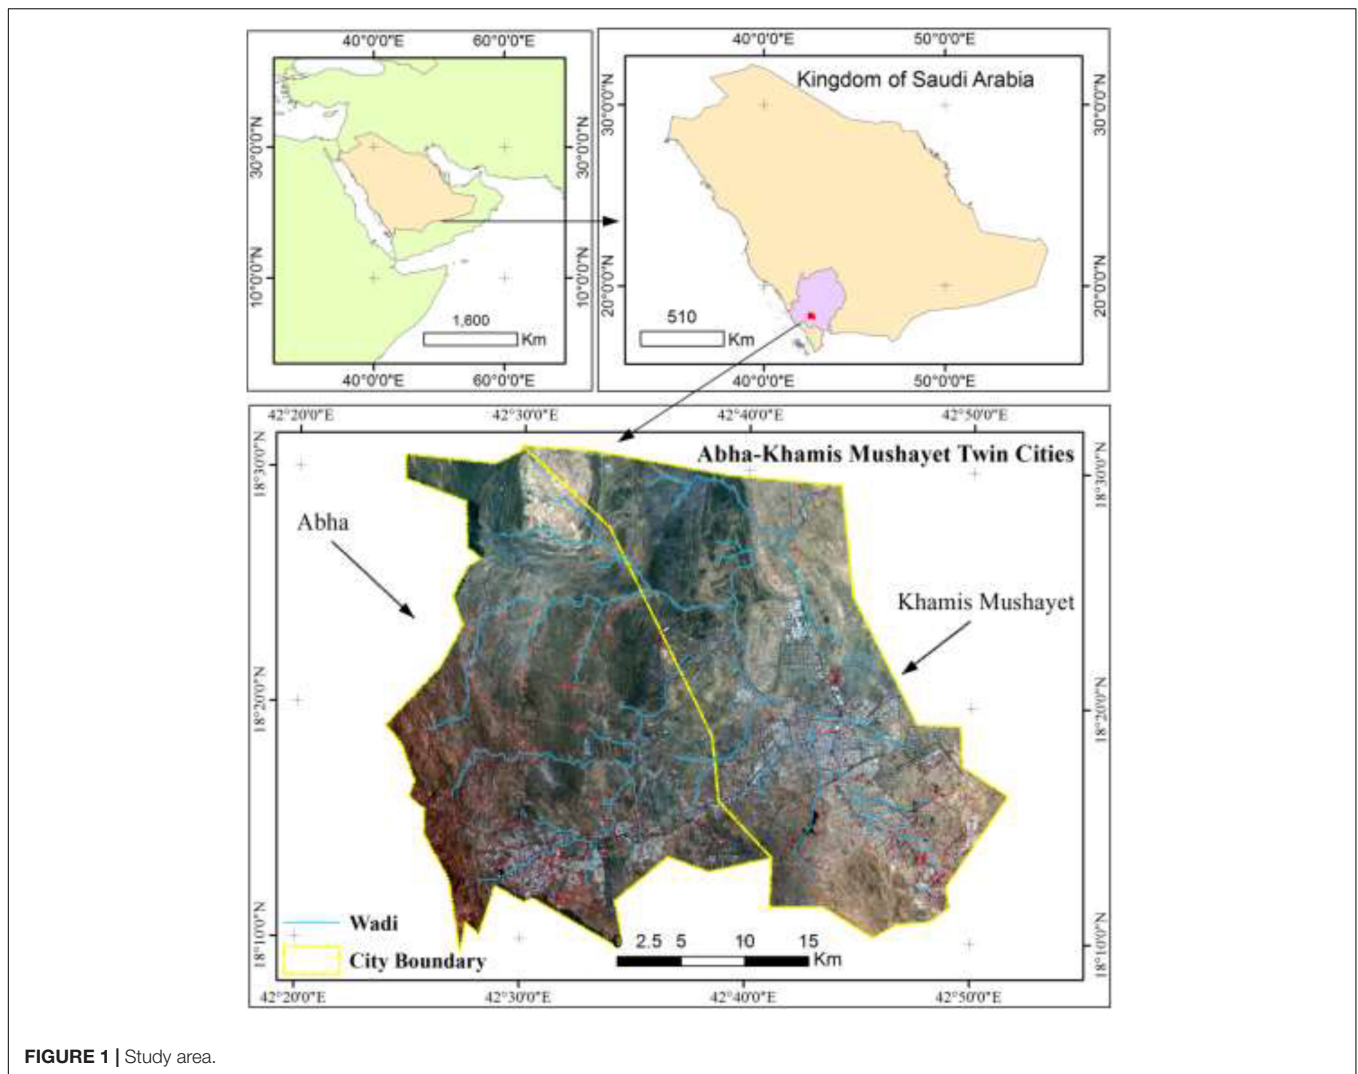 40°0'0"E 60°0'0"E
30°0'0"N 30°0'0"N
10°0'0"N 10°0'0"N
1,600
Km
40°0'0"E 60°0'0"E
40°0'0"E 50°0'0"E
Kingdom of Saudi Arabia
30°0'0"N 30°0'0"N
20°0'0"N 20°0'0"N
510
Km
40°0'0"E 50°0'0"E
42°20'0"E 42°30'0"E 42°40'0"E 42°50'0"E
Abha-Khamis Mushayet Twin Cities
18°30'0"N 18°30'0"N
Abha
Khamis Mushayet
18°20'0"N 18°20'0"N
Wadi
City Boundary
0 2.5 5 10 15
Km
18°10'0"N 18°10'0"N
42°20'0"E 42°30'0"E 42°40'0"E 42°50'0"E
FIGURE 1 | Study area.